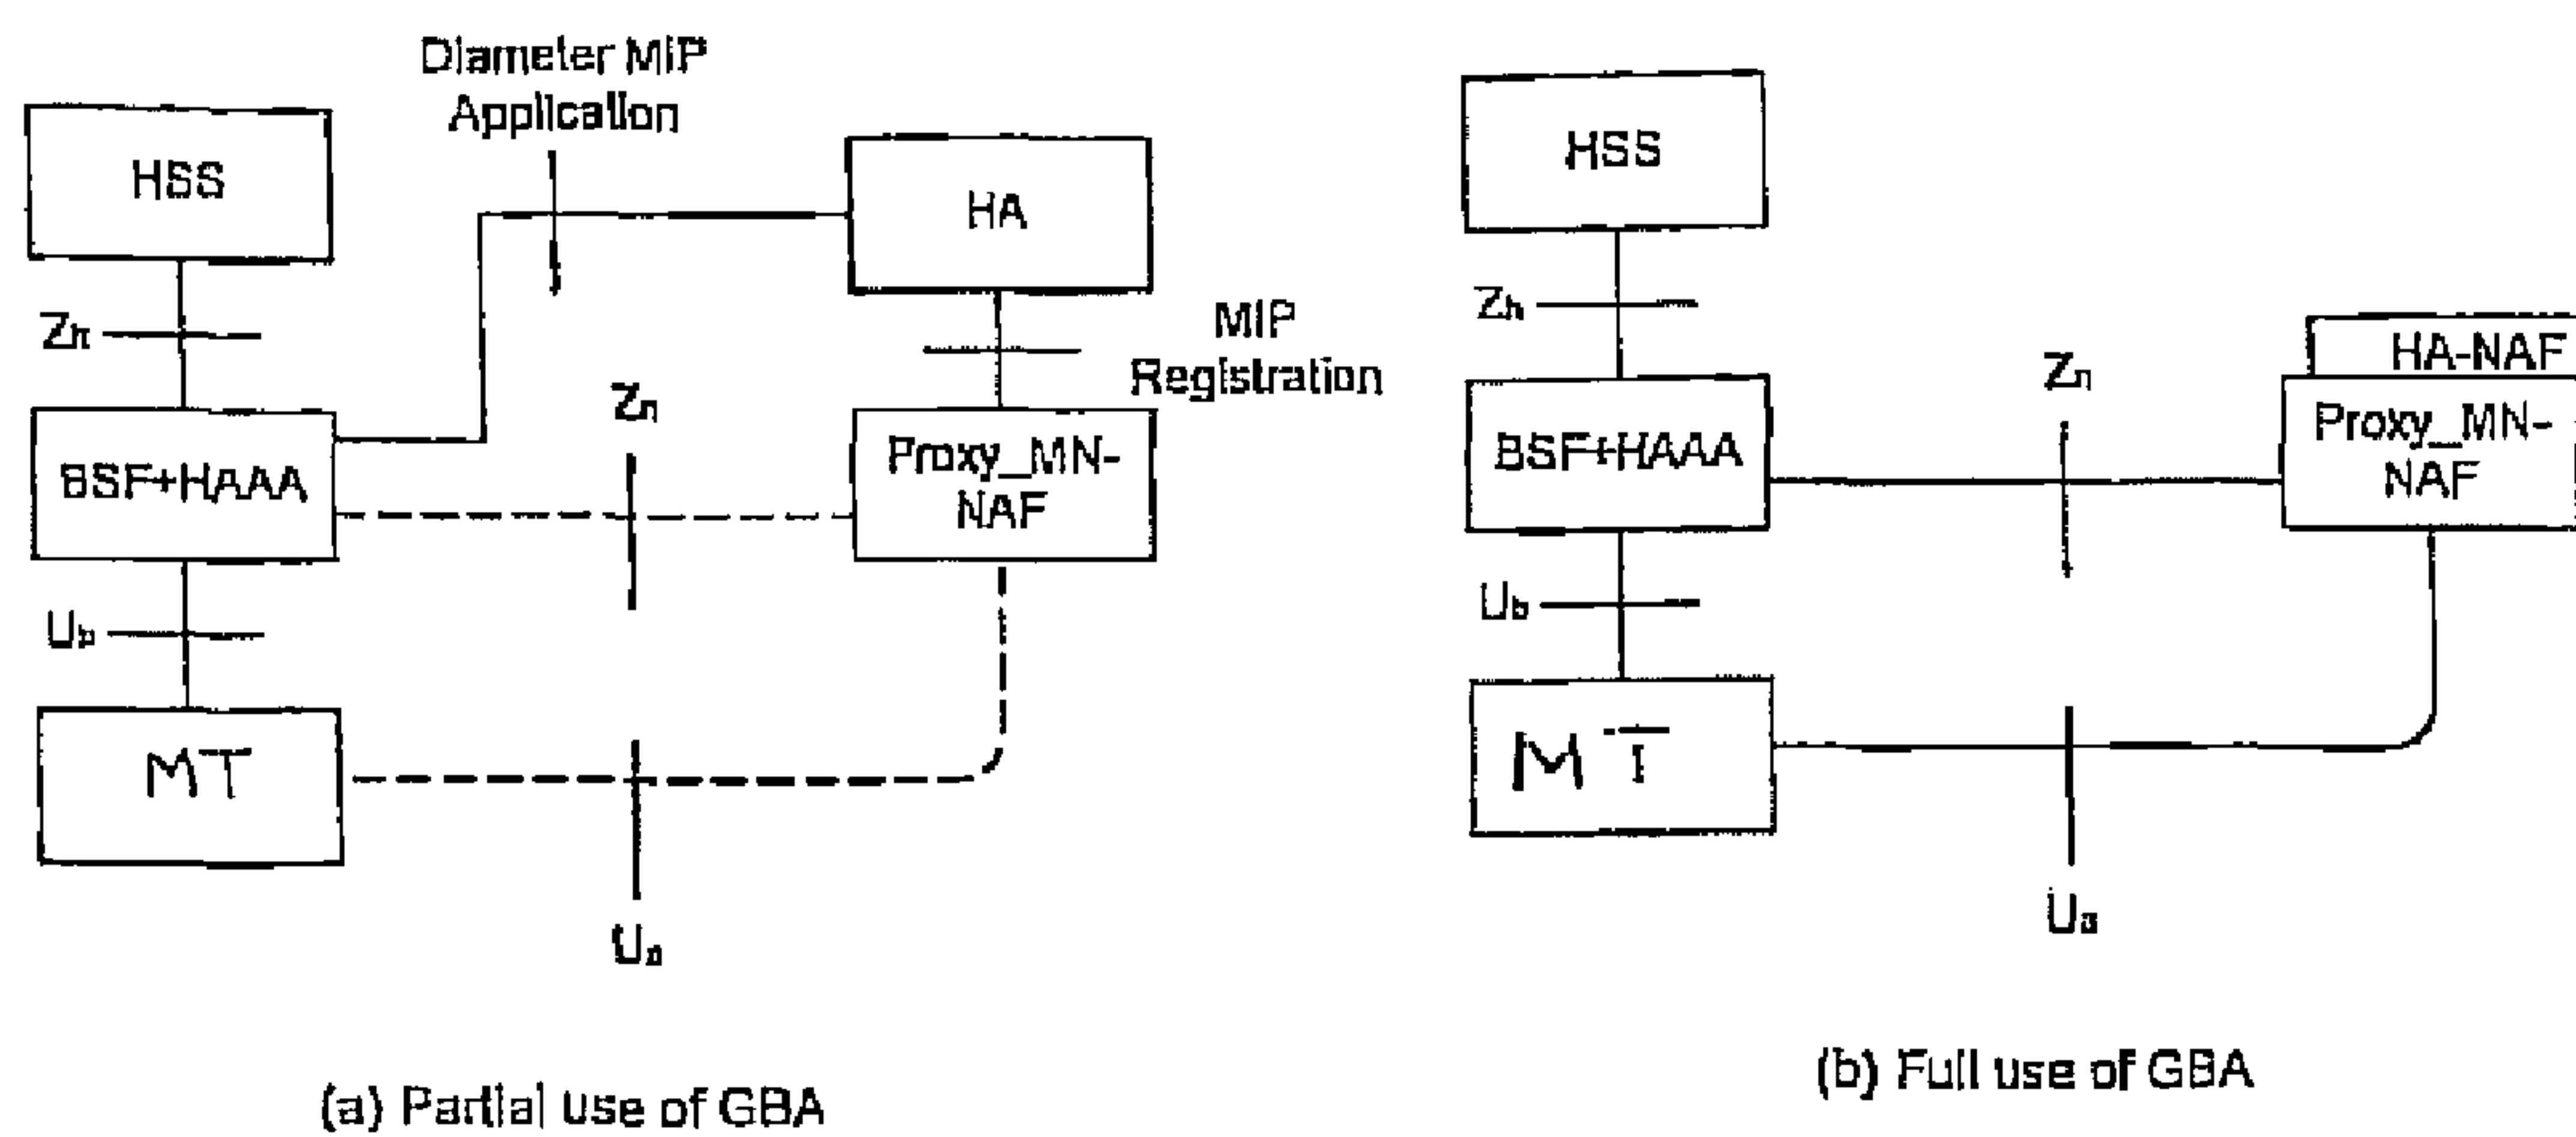 Diameter MIP
Application
HSS
HA
Zh
MIP
Registration
Zn
BSF+HAAA
Proxy_MN-
NAF
Ub
MT
Ua
(a) Partial use of GBA
HSS
Zh
HA-NAF
Zn
BSF+HAAA
Proxy_MN-
NAF
Ub
MT
Ua
(b) Full use of GBA